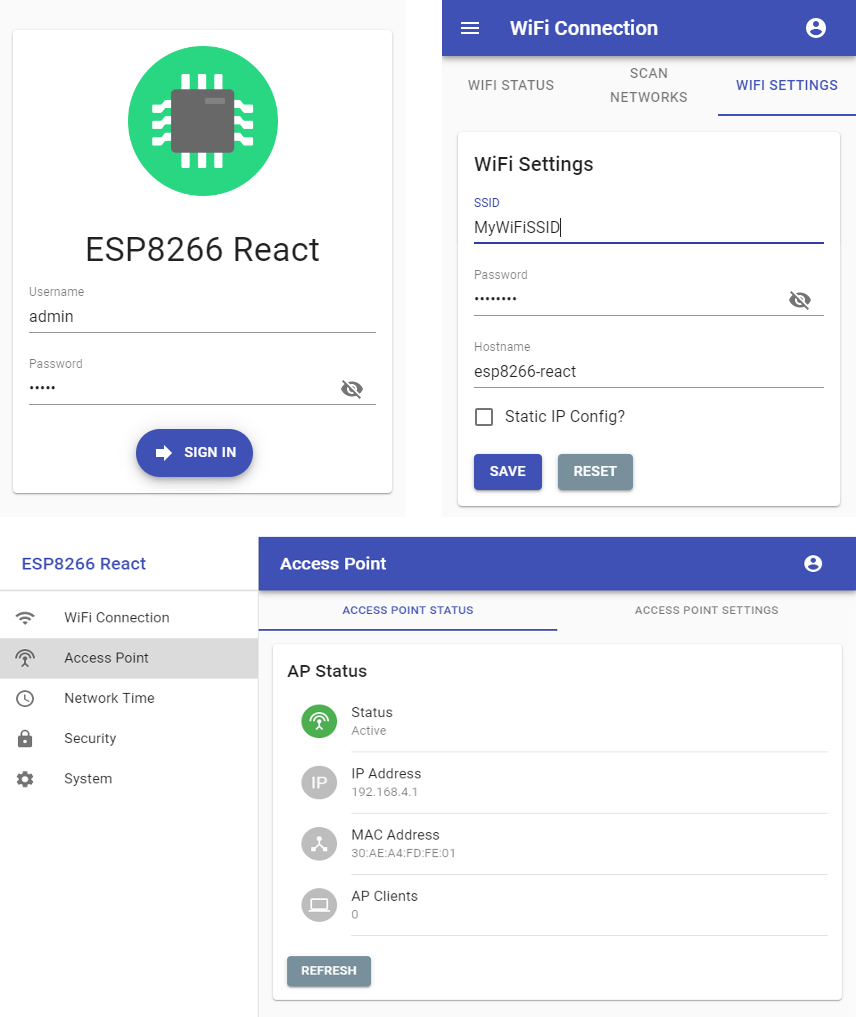 ESP8266 React
Username
admin
Password
•••••
SIGN IN
WiFi Connection
WIFI STATUS
SCAN
NETWORKS
WIFI SETTINGS
WiFi Settings
SSID
MyWiFiSSID
Password
••••••••
Hostname
esp8266-react
Static IP Config?
SAVE
RESET
ESP8266 React
WiFi Connection
Access Point
Network Time
Security
System
Access Point
ACCESS POINT STATUS
ACCESS POINT SETTINGS
AP Status
Status
Active
IP
IP Address
192.168.4.1
MAC Address
30:AE:A4:FD:FE:01
AP Clients
0
REFRESH